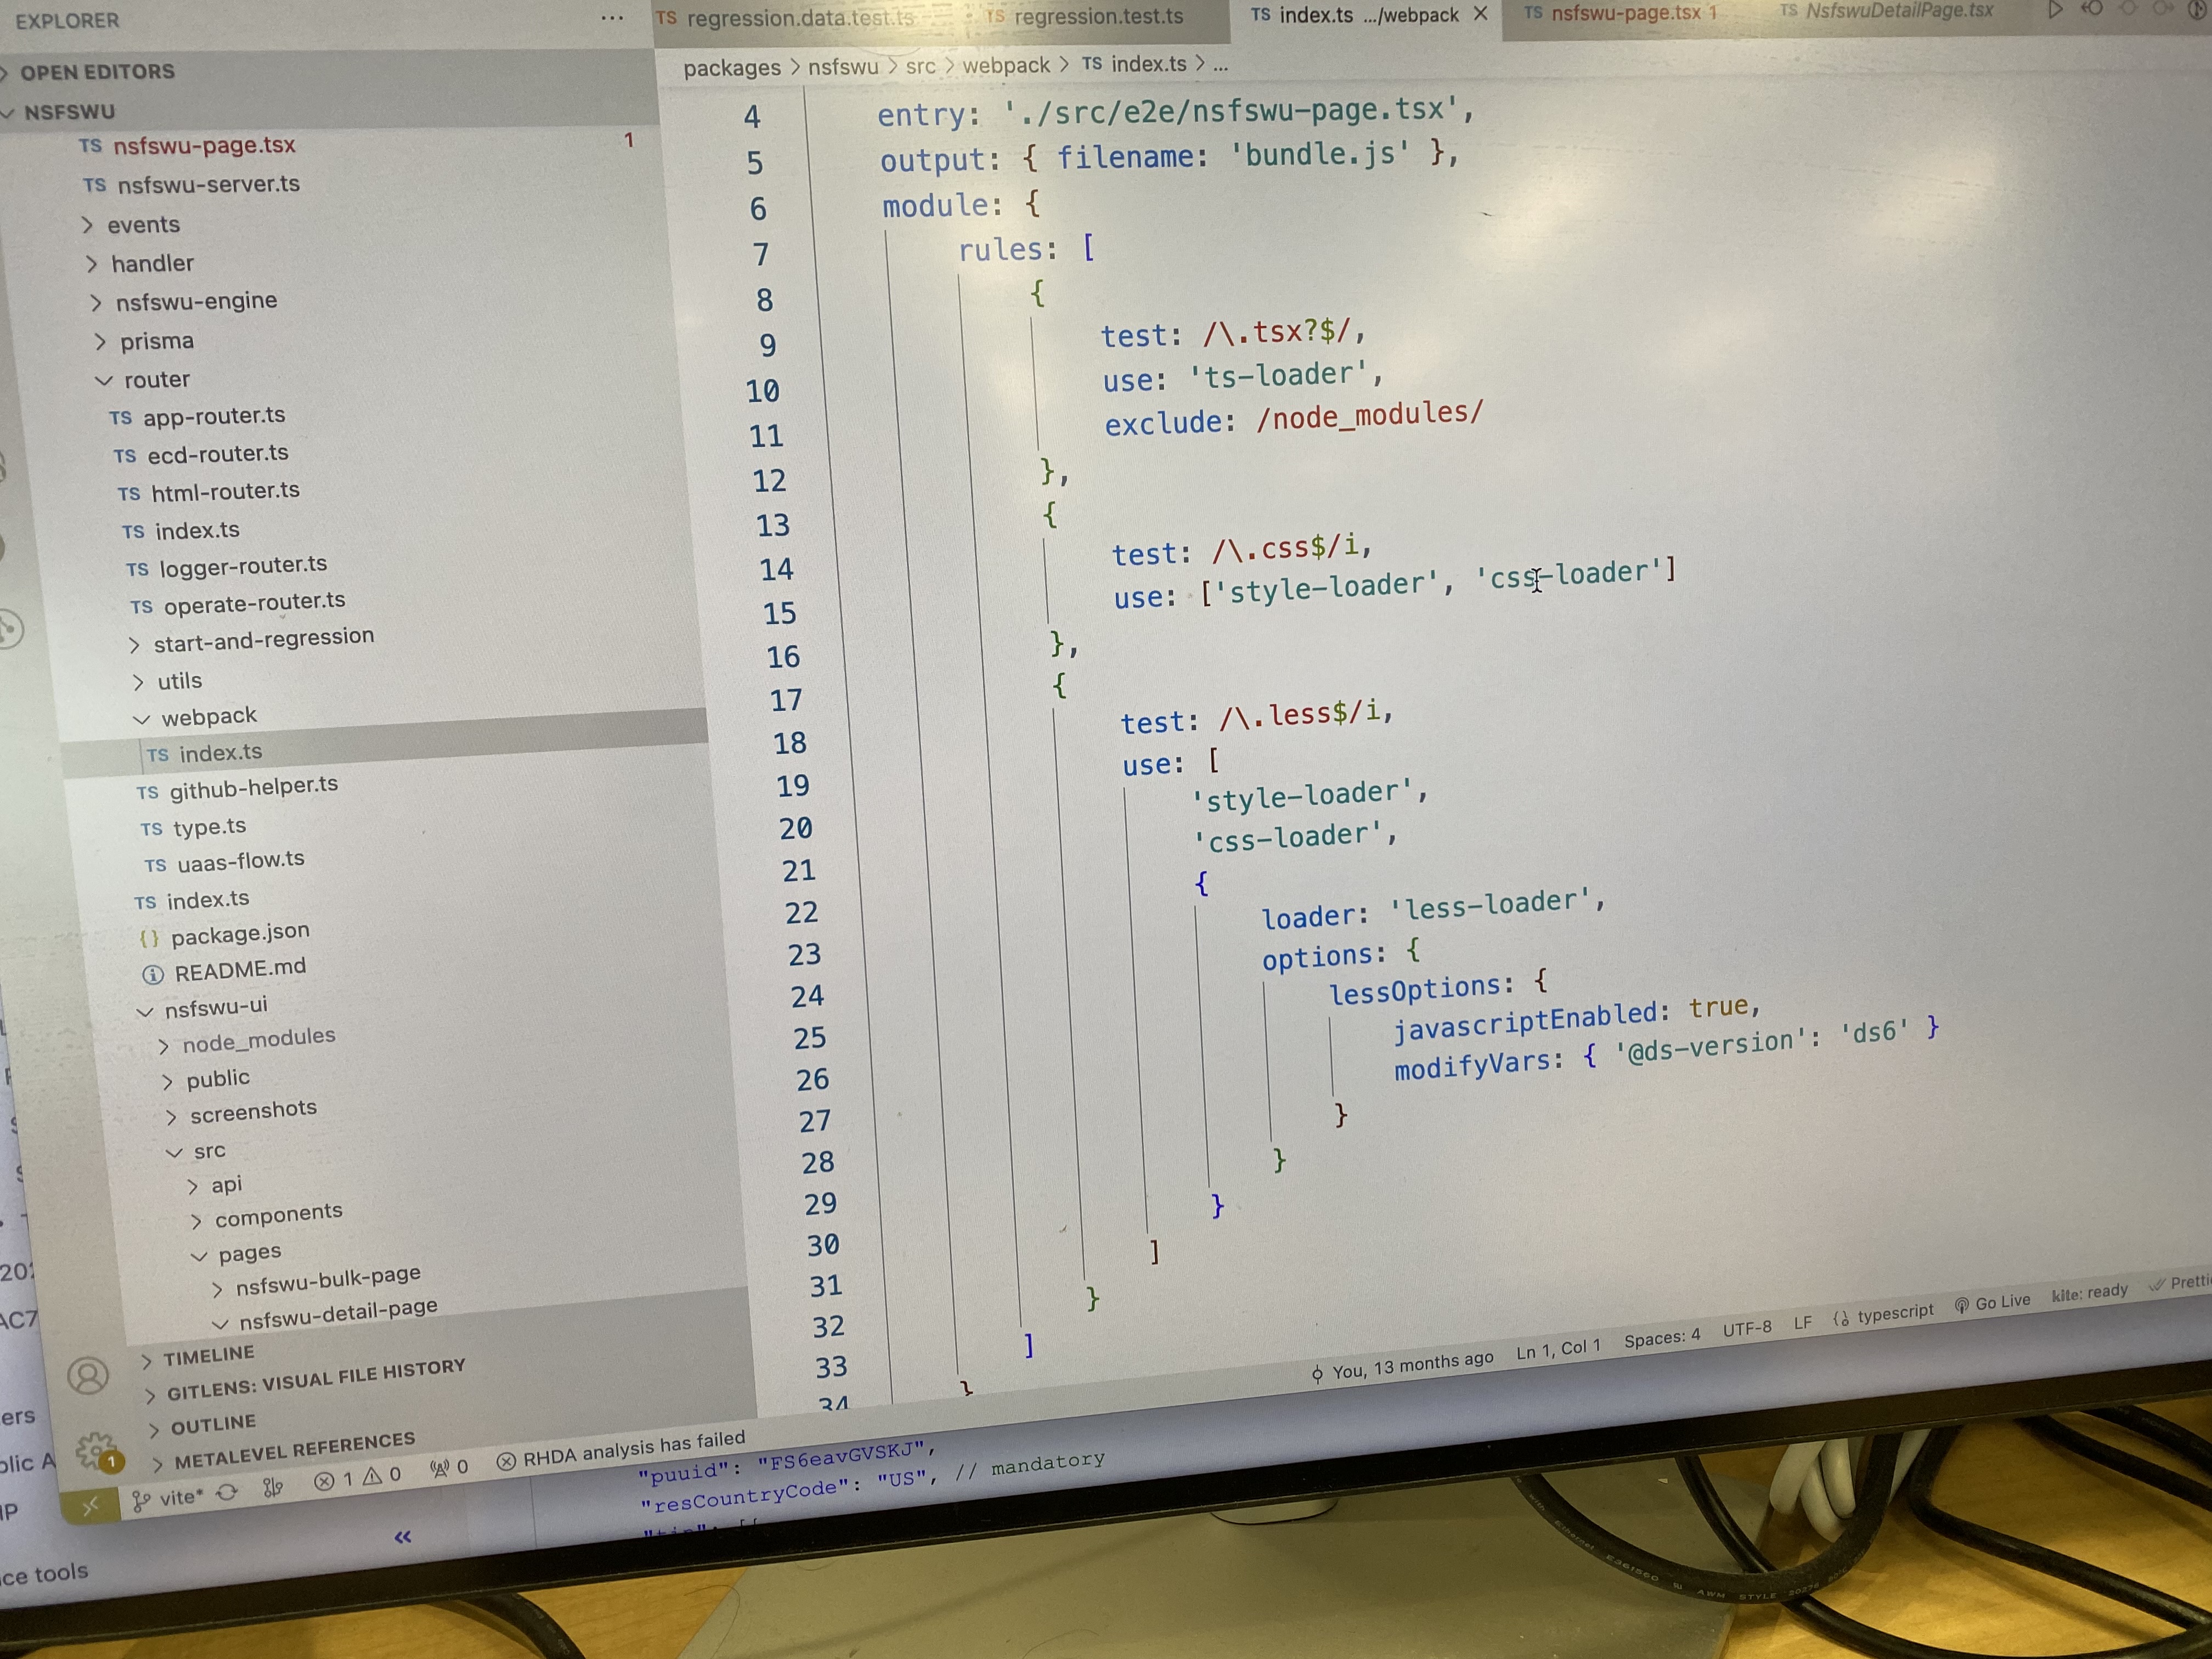 EXPLORER ...
OPEN EDITORS
NSFSWU
TS nsfswu-page.tsx 1
TS nsfswu-server.ts
events
handler
nsfswu-engine
prisma
router
TS app-router.ts
TS ecd-router.ts
TS html-router.ts
TS index.ts
TS logger-router.ts
TS operate-router.ts
start-and-regression
utils
webpack
TS index.ts
TS github-helper.ts
TS type.ts
TS uaas-flow.ts
TS index.ts
{} package.json
README.md
nsfswu-ui
node_modules
public
screenshots
src
api
components
pages
nsfswu-bulk-page
nsfswu-detail-page
TIMELINE
GITLENS: VISUAL FILE HISTORY
OUTLINE
METALEVEL REFERENCES
TS regression.data.test.ts TS regression.test.ts TS index.ts .../webpack TS nsfswu-page.tsx 1 TS NsfswuDetailPage.tsx
packages > nsfswu > src > webpack > TS index.ts > ...
4 entry: './src/e2e/nsfswu-page.tsx',
5 output: { filename: 'bundle.js' },
6 module: {
7 rules: [
8 {
9 test: /\.tsx?$/,
10 use: 'ts-loader',
11 exclude: /node_modules/
12 },
13 {
14 test: /\.css$/i,
15 use: ['style-loader', 'css-loader']
16 },
17 {
18 test: /\.less$/i,
19 use: [
20 'style-loader',
21 'css-loader',
22 {
23 loader: 'less-loader',
24 options: {
25 lessOptions: {
26 javascriptEnabled: true,
27 modifyVars: { '@ds-version': 'ds6' }
28 }
29 }
30 }
31 ]
32 }
33 ]
34 }
You, 13 months ago Ln 1, Col 1 Spaces: 4 UTF-8 LF {} typescript Go Live kite: ready
vite* 1 0 0 RHDA analysis has failed
1
"puuid": "FS6eavGVSKJ",
"resCountryCode": "US", // mandatory
ers
ce tools